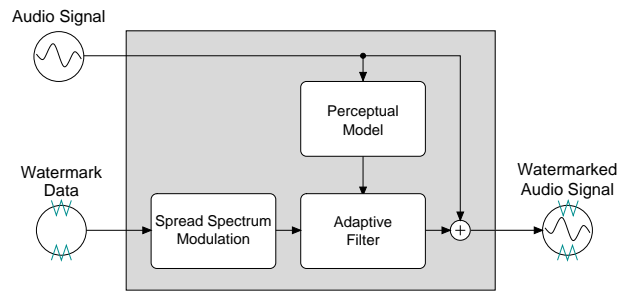 Audio Signal
Perceptual
Model
Watermark
Data
Spread Spectrum
Modulation
Adaptive
Filter
+
Watermarked
Audio Signal